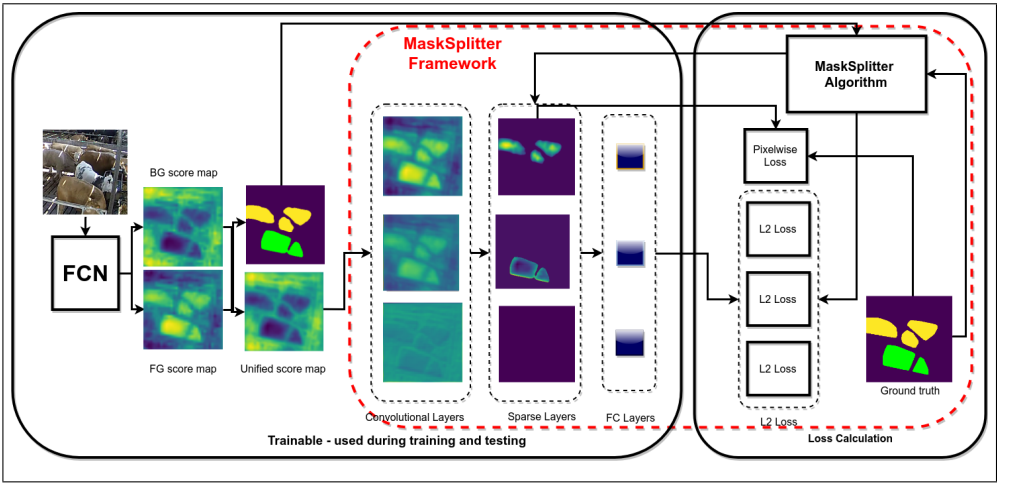 MaskSplitter
Framework
MaskSplitter
Algorithm
Pixelwise
Loss
BG score map
FCN
L2 Loss
L2 Loss
L2 Loss
FG score map
Unified score map
Convolutional Layers
Sparse Layers
FC Layers
L2 Loss
Ground truth
Trainable - used during training and testing
Loss Calculation